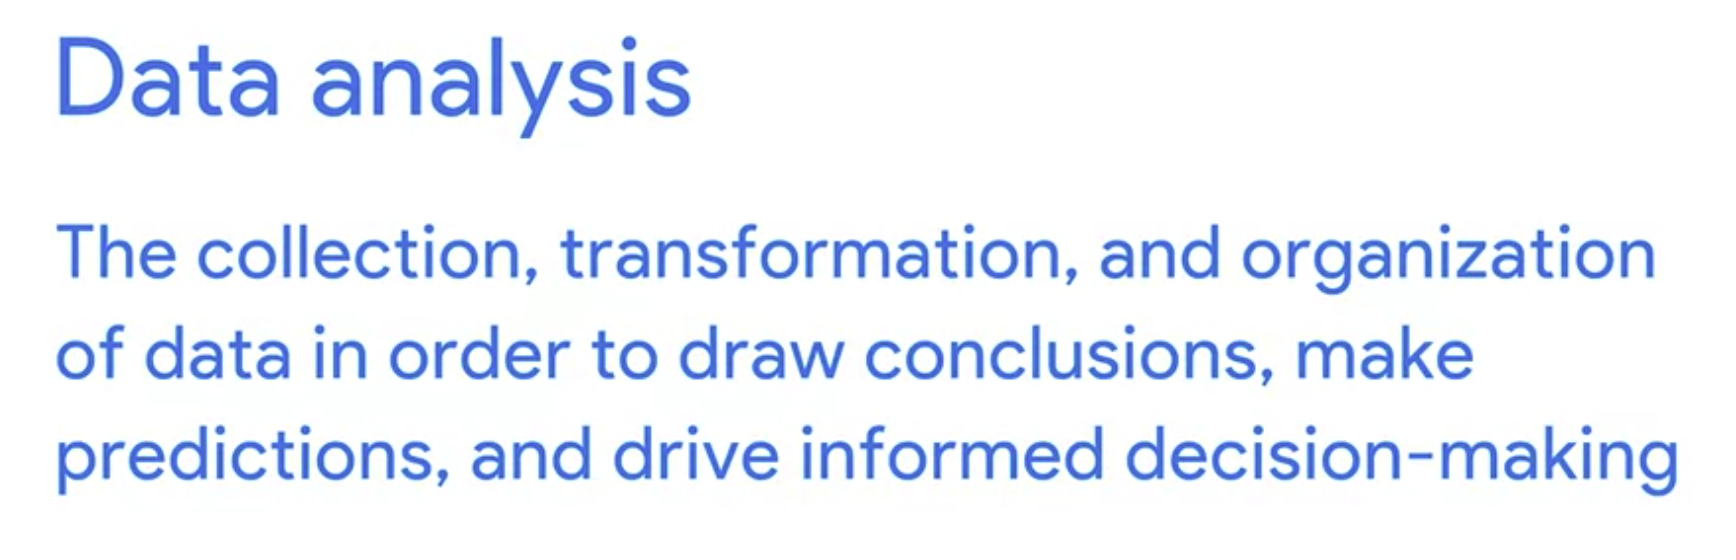 Data analysis
The collection, transformation, and organization
of data in order to draw conclusions, make
predictions, and drive informed decision-making